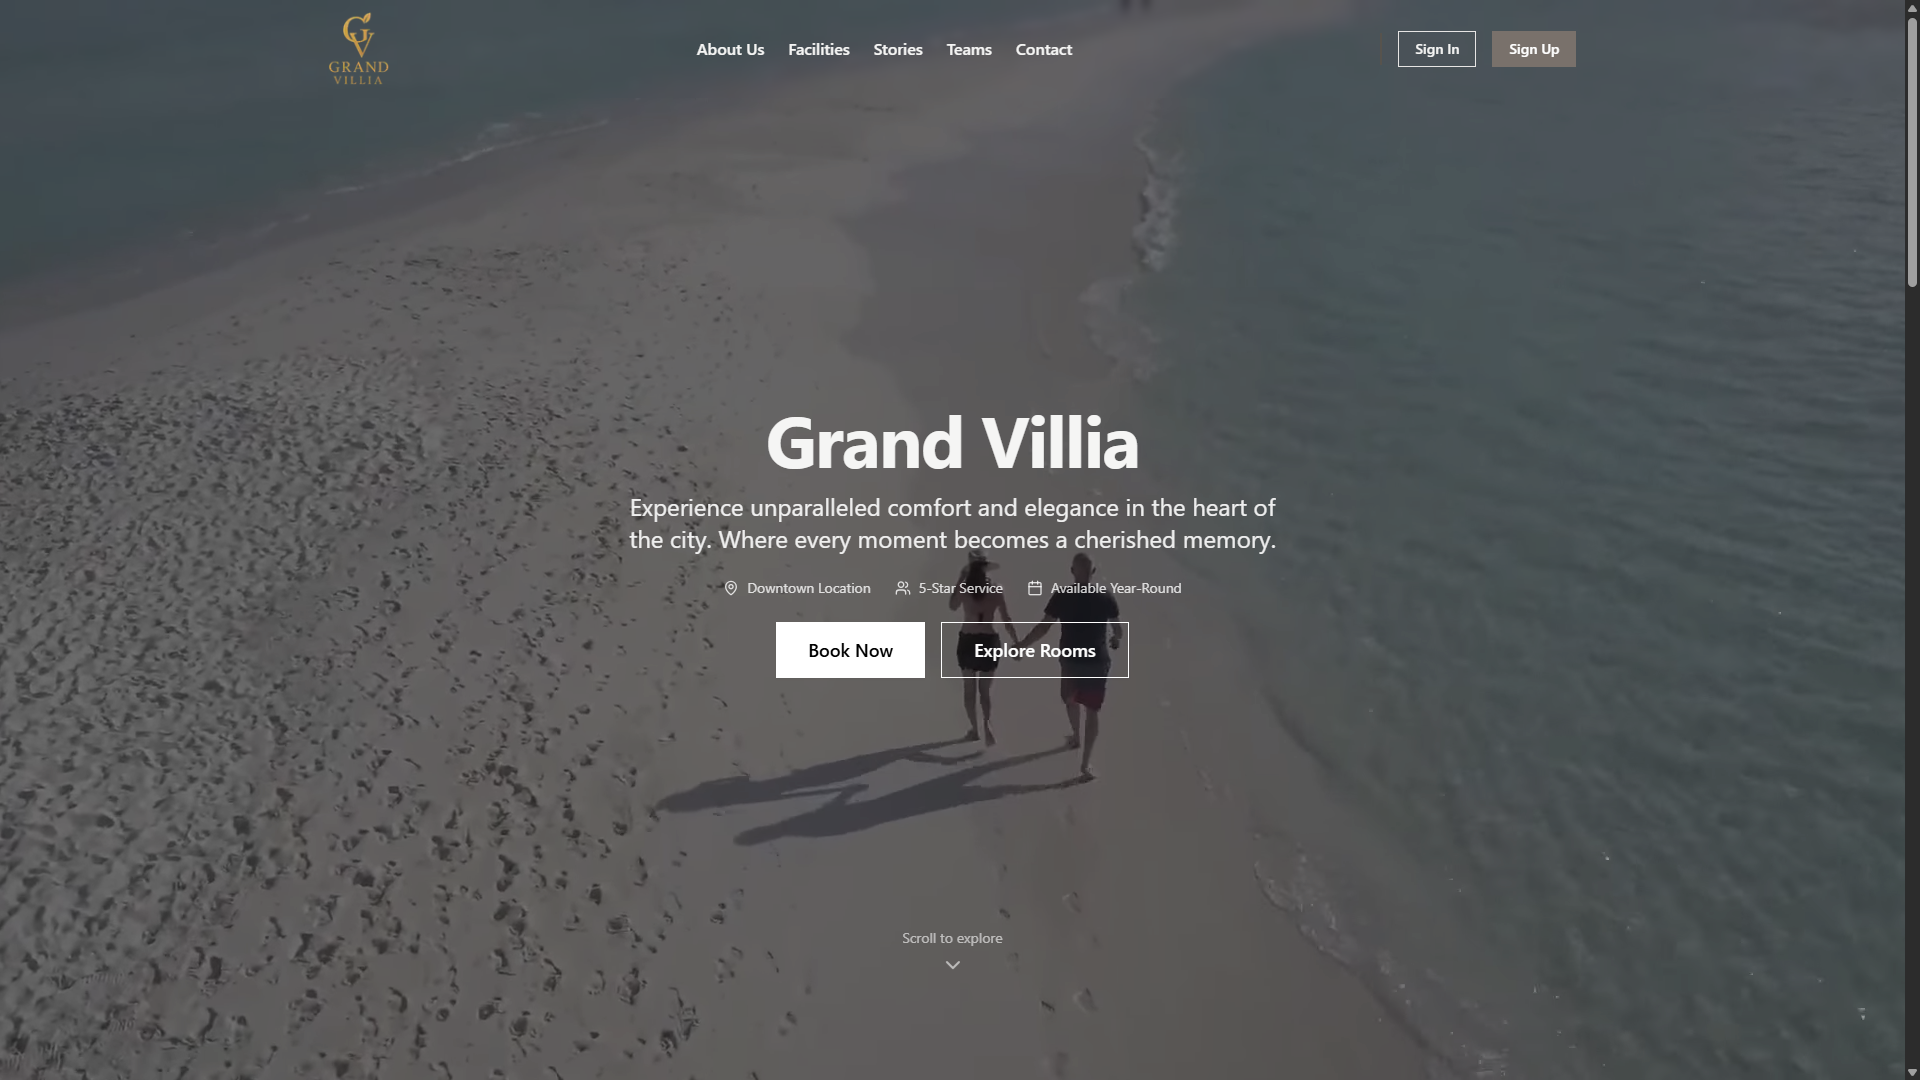 GRAND
VILLIA
About Us
Facilities
Stories
Teams
Contact
Sign In
Sign Up
Grand Villia
Experience unparalleled comfort and elegance in the heart of
the city. Where every moment becomes a cherished memory.
Downtown Location
5-Star Service
Available Year-Round
Book Now
Explore Rooms
Scroll to explore